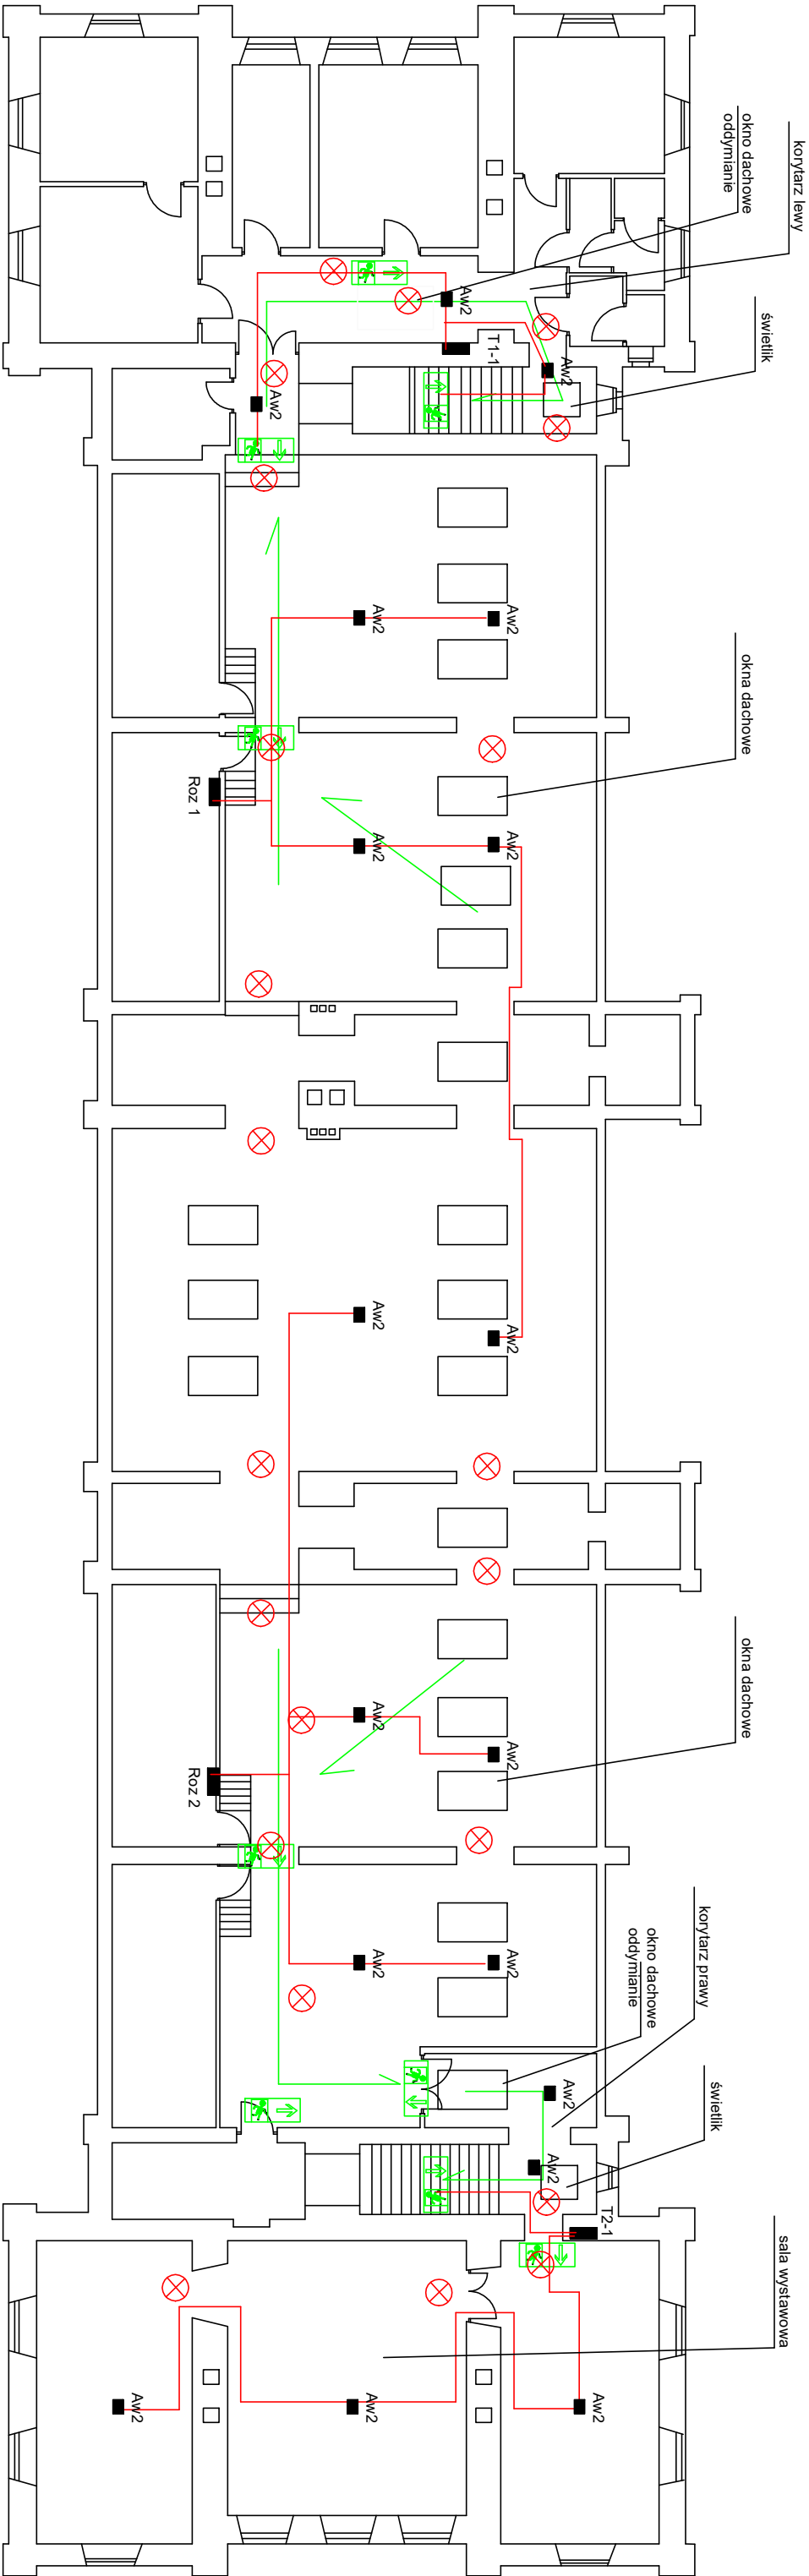 korytarz lewy
okno dachowe
oddymianie
świetlik
Aw2
T1-1
Aw2
Aw2
Aw2
Aw2
okna dachowe
Roz 1
Aw2
Aw2
Aw2
Aw2
okna dachowe
Aw2
Aw2
Roz 2
Aw2
Aw2
korytarz prawy
okno dachowe
oddymianie
świetlik
Aw2
Aw2
T2-1
sala wystawowa
Aw2
Aw2
Aw2